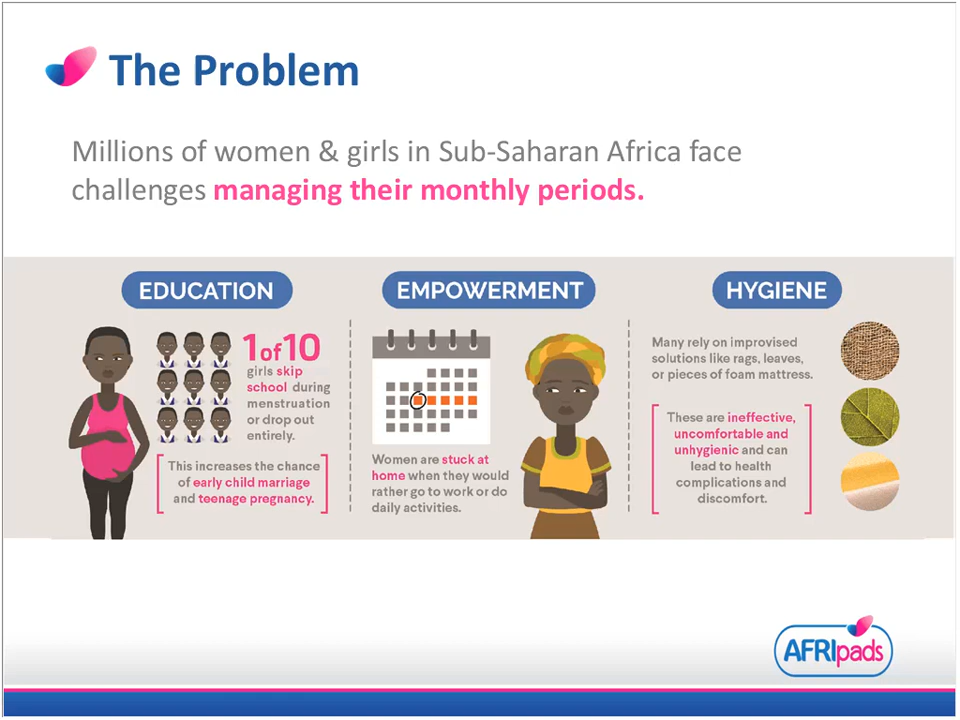 The Problem
Millions of women & girls in Sub-Saharan Africa face
challenges managing their monthly periods.
EDUCATION
1 of 10
girls skip
school during
menstruation
or drop out
entirely.
This increases the chance
of early child marriage
and teenage pregnancy.
EMPOWERMENT
Women are stuck at
home when they would
rather go to work or do
daily activities.
HYGIENE
Many rely on improvised
solutions like rags, leaves,
or pieces of foam mattress.
These are ineffective,
uncomfortable and
unhygienic and can
lead to health
complications and
discomfort.
AFRIpads